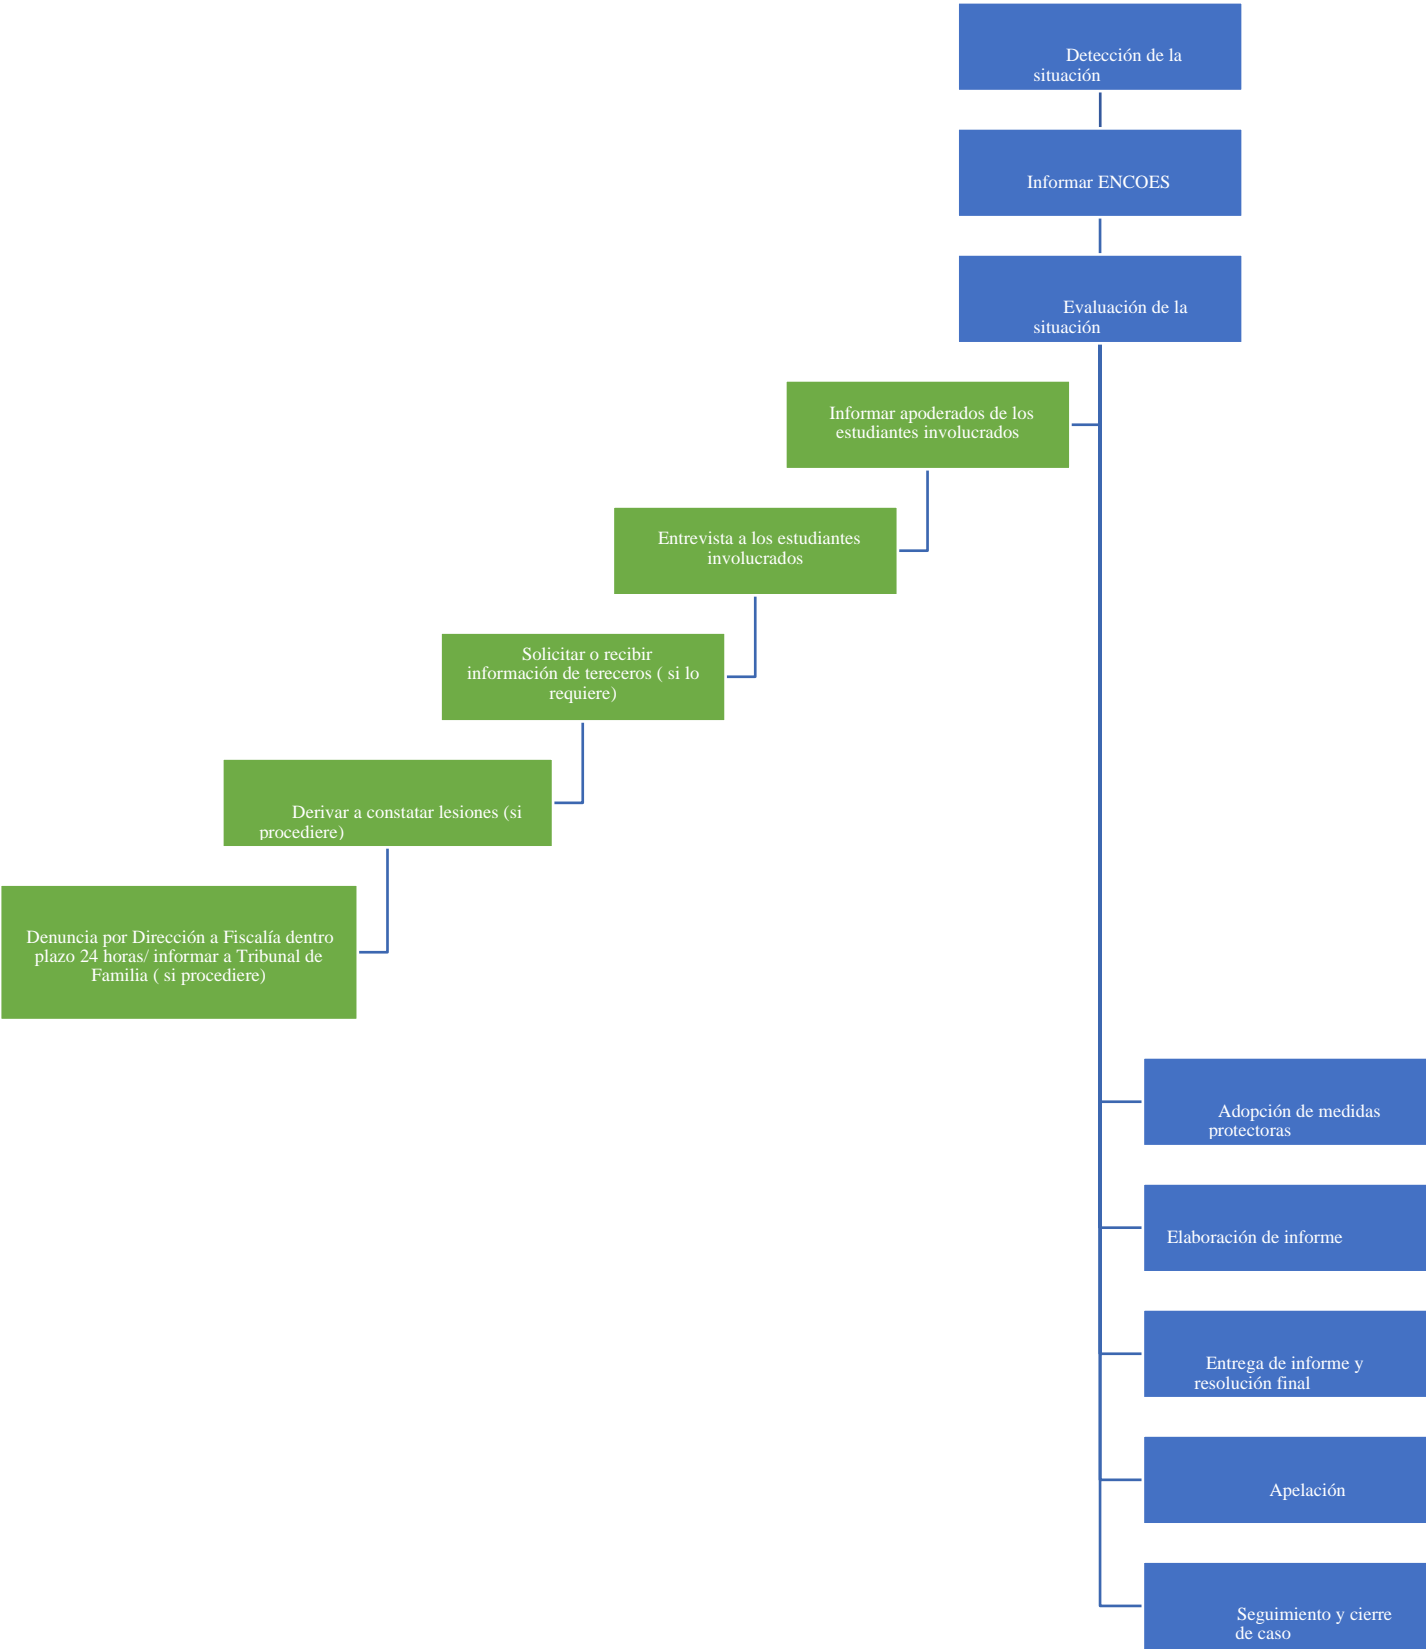 Detección de la
situación
Informar ENCOES
Evaluación de la
situación
Informar apoderados de los
estudiantes involucrados
Entrevista a los estudiantes
involucrados
Solicitar o recibir
información de tereceros ( si lo
requiere)
Derivar a constatar lesiones (si
procediere)
Denuncia por Dirección a Fiscalía dentro
plazo 24 horas/ informar a Tribunal de
Familia ( si procediere)
Adopción de medidas
protectoras
Elaboración de informe
Entrega de informe y
resolución final
Apelación
Seguimiento y cierre
de caso